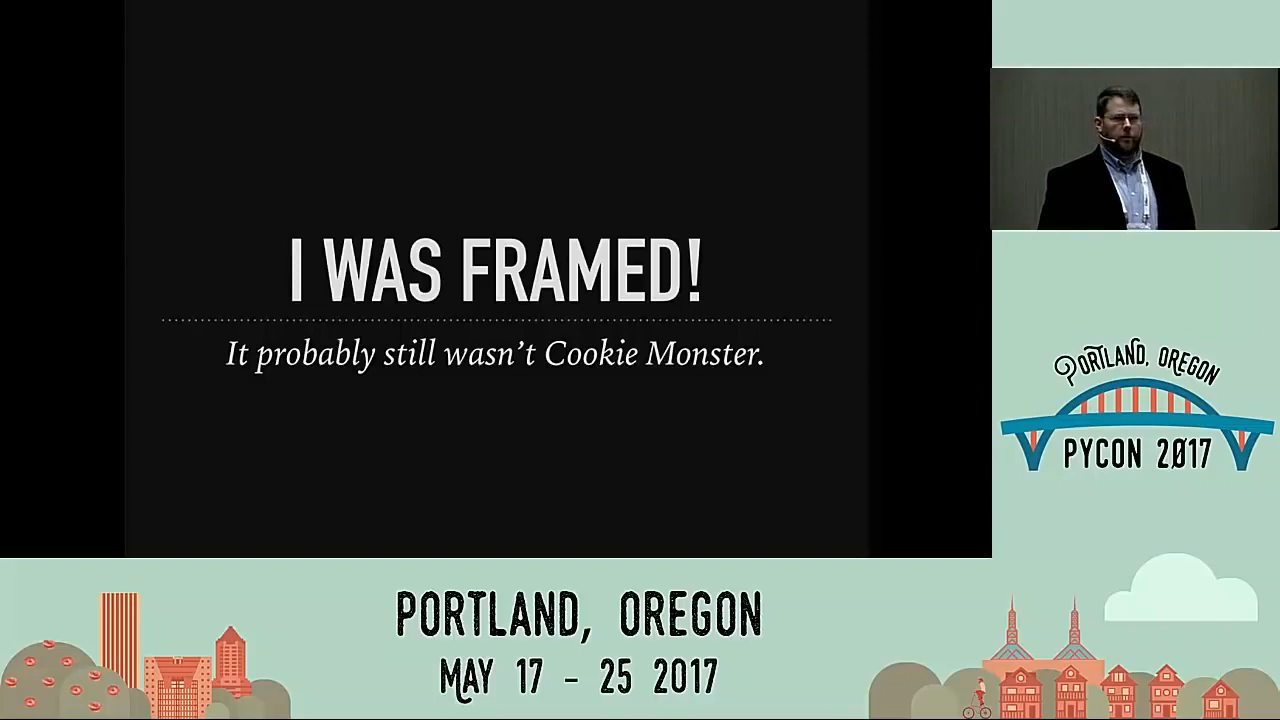 I WAS FRAMED!
It probably still wasn't Cookie Monster.
PORTLAND, OREGON
PYCON 2017
PORTLAND, OREGON
MAY 17 - 25 2017